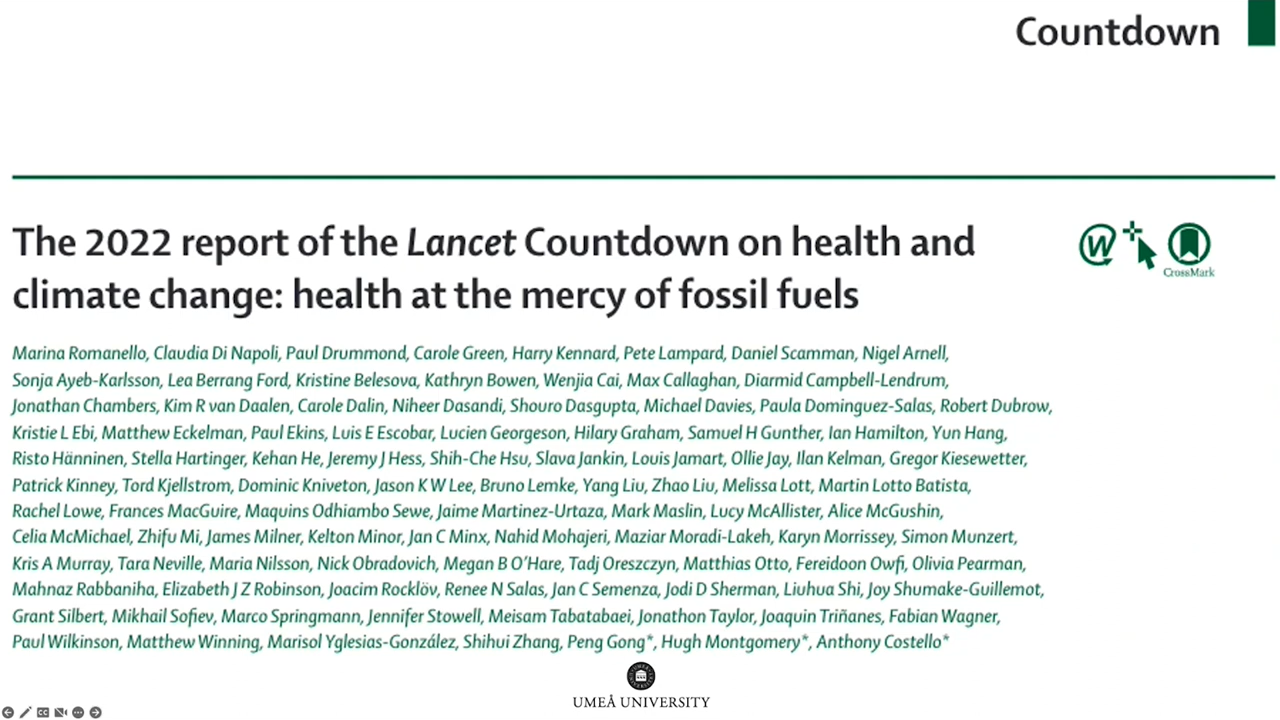 Countdown
The 2022 report of the Lancet Countdown on health and
climate change: health at the mercy of fossil fuels
CrossMark
Marina Romanello, Claudia Di Napoli, Paul Drummond, Carole Green, Harry Kennard, Pete Lampard, Daniel Scamman, Nigel Arnell,
Sonja Ayeb-Karlsson, Lea Berrang Ford, Kristine Belesova, Kathryn Bowen, Wenjia Cai, Max Callaghan, Diarmid Campbell-Lendrum,
Jonathan Chambers, Kim R van Daalen, Carole Dalin, Niheer Dasandi, Shouro Dasgupta, Michael Davies, Paula Dominguez-Salas, Robert Dubrow,
Kristie L Ebi, Matthew Eckelman, Paul Ekins, Luis E Escobar, Lucien Georgeson, Hilary Graham, Samuel H Gunther, Ian Hamilton, Yun Hang,
Risto Hänninen, Stella Hartinger, Kehan He, Jeremy J Hess, Shih-Che Hsu, Slava Jankin, Louis Jamart, Ollie Jay, Ilan Kelman, Gregor Kiesewetter,
Patrick Kinney, Tord Kjellstrom, Dominic Kniveton, Jason K W Lee, Bruno Lemke, Yang Liu, Zhao Liu, Melissa Lott, Martin Lotto Batista,
Rachel Lowe, Frances MacGuire, Maquins Odhiambo Sewe, Jaime Martinez-Urtaza, Mark Maslin, Lucy McAllister, Alice McGushin,
Celia McMichael, Zhifu Mi, James Milner, Kelton Minor, Jan C Minx, Nahid Mohajeri, Maziar Moradi-Lakeh, Karyn Morrissey, Simon Munzert,
Kris A Murray, Tara Neville, Maria Nilsson, Nick Obradovich, Megan B O’Hare, Tadj Oreszczyn, Matthias Otto, Fereidoon Owfi, Olivia Pearman,
Mahnaz Rabbaniha, Elizabeth J Z Robinson, Joacim Rocklöv, Renee N Salas, Jan C Semenza, Jodi D Sherman, Liuhua Shi, Joy Shumake-Guillemot,
Grant Silbert, Mikhail Sofiev, Marco Springmann, Jennifer Stowell, Meisam Tabatabaei, Jonathon Taylor, Joaquin Triñanes, Fabian Wagner,
Paul Wilkinson, Matthew Winning, Marisol Yglesias-González, Shihui Zhang, Peng Gong*, Hugh Montgomery*, Anthony Costello*
UMEÅ UNIVERSITY